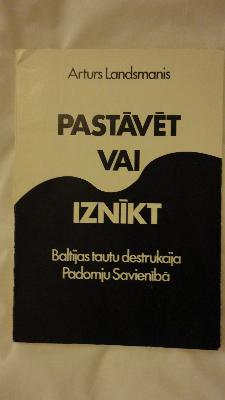 Arturs Landsmanis
PASTĀVĒT
VAI
IZNĪKT
Baltijas tautu destrukcija
Padomju Savienībā